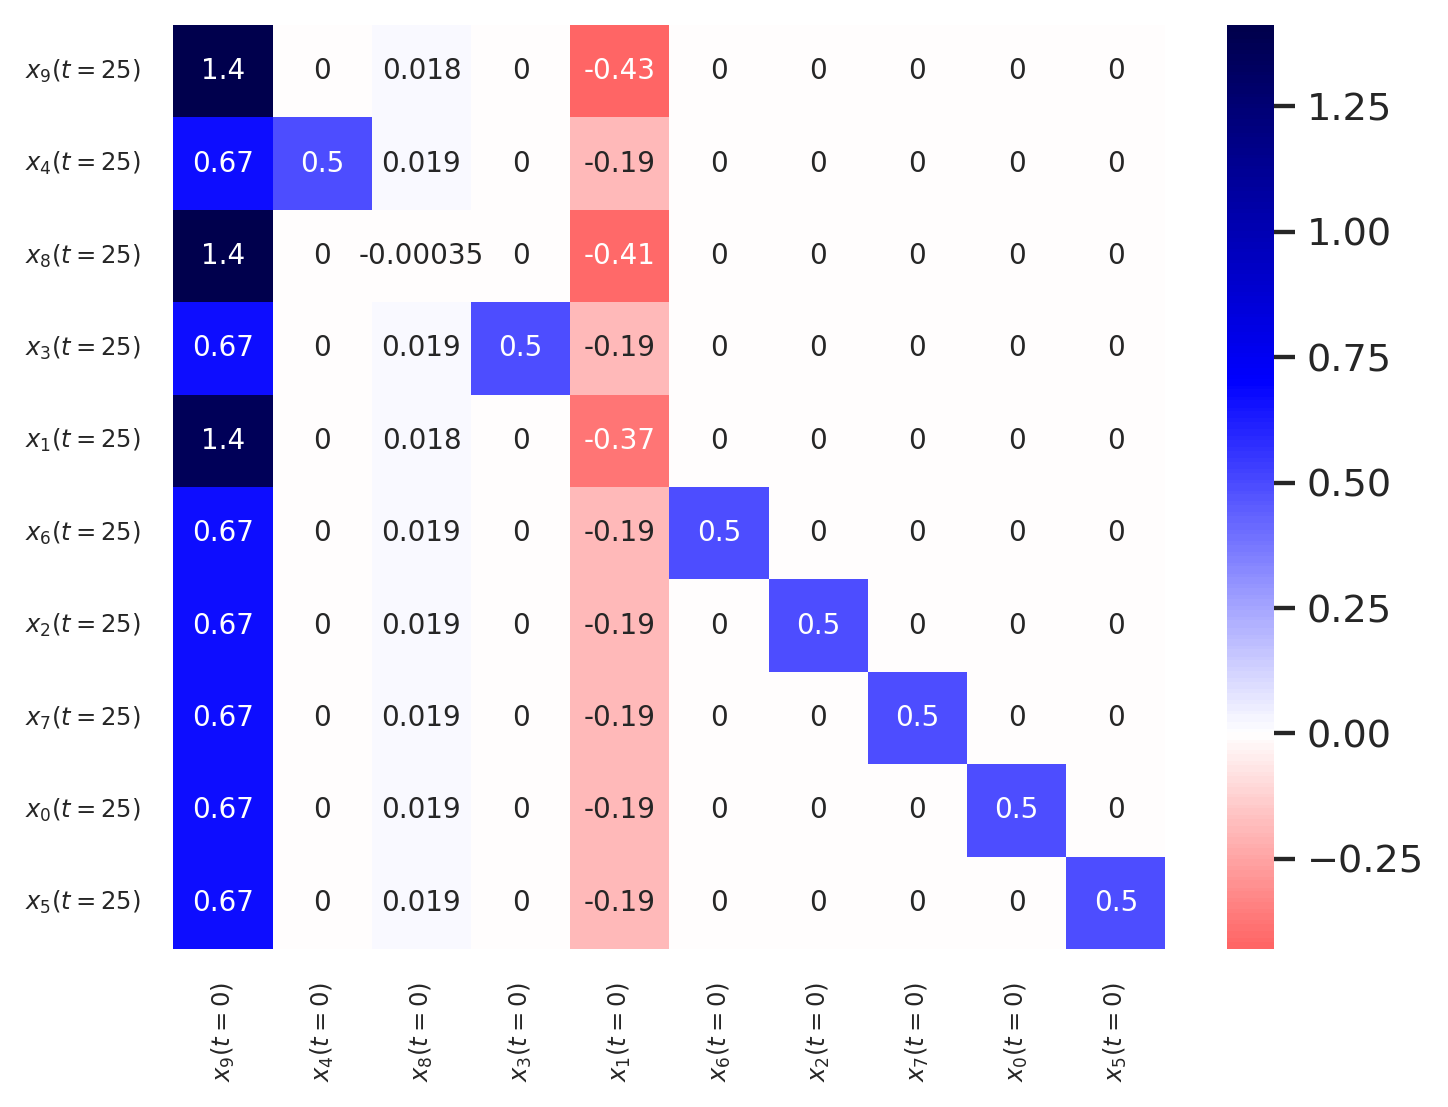 x₉(t = 25) 1.4 0 0.018 0 -0.43 0 0 0 0 0
x₄(t = 25) 0.67 0.5 0.019 0 -0.19 0 0 0 0 0
x₈(t = 25) 1.4 0 -0.00035 0 -0.41 0 0 0 0 0
x₃(t = 25) 0.67 0 0.019 0.5 -0.19 0 0 0 0 0
x₁(t = 25) 1.4 0 0.018 0 -0.37 0 0 0 0 0
x₆(t = 25) 0.67 0 0.019 0 -0.19 0.5 0 0 0 0
x₂(t = 25) 0.67 0 0.019 0 -0.19 0 0.5 0 0 0
x₇(t = 25) 0.67 0 0.019 0 -0.19 0 0 0.5 0 0
x₀(t = 25) 0.67 0 0.019 0 -0.19 0 0 0 0.5 0
x₅(t = 25) 0.67 0 0.019 0 -0.19 0 0 0 0 0.5
x₉(t = 0)
x₄(t = 0)
x₈(t = 0)
x₃(t = 0)
x₁(t = 0)
x₆(t = 0)
x₂(t = 0)
x₇(t = 0)
x₀(t = 0)
x₅(t = 0)
1.25
1.00
0.75
0.50
0.25
0.00
−0.25